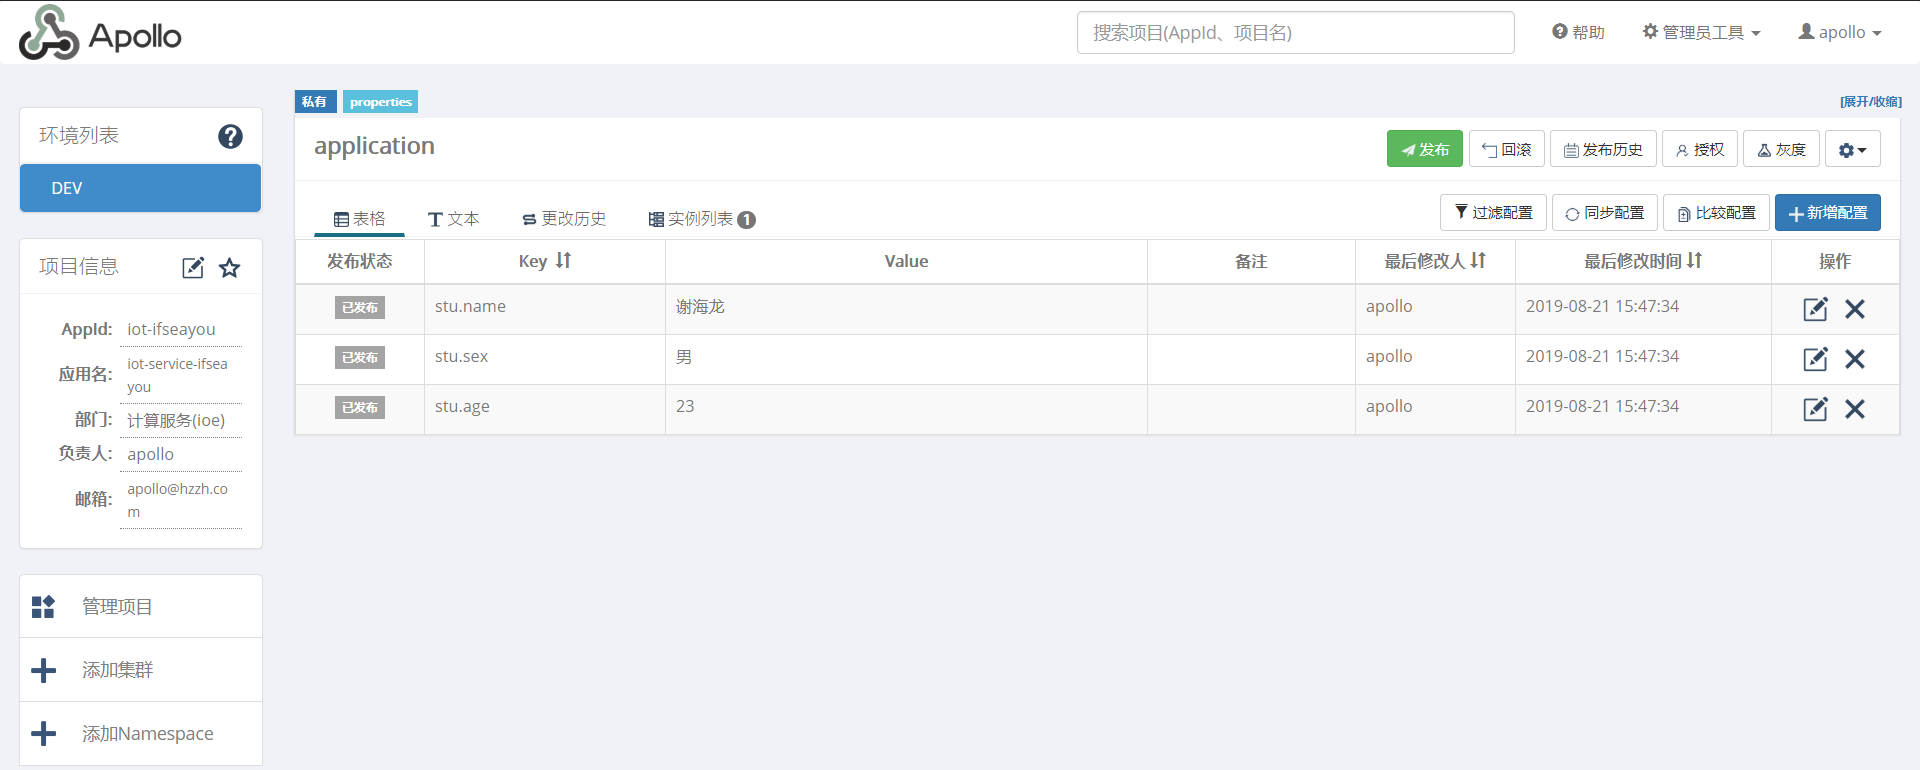 Apollo
搜索项目(AppId、项目名)
帮助
管理员工具
apollo
私有 properties
[展开/收缩]
环境列表
DEV
项目信息
AppId: iot-ifseayou
应用名: iot-service-ifsea
you
部门: 计算服务(ioe)
负责人: apollo
邮箱: apollo@hzzh.co
m
管理项目
添加集群
添加Namespace
application
发布 回滚 发布历史 授权 灰度
表格 文本 更改历史 实例列表 1
过滤配置 同步配置 比较配置 新增配置
发布状态 Key Value 备注 最后修改人 最后修改时间 操作
已发布 stu.name 谢海龙 apollo 2019-08-21 15:47:34
已发布 stu.sex 男 apollo 2019-08-21 15:47:34
已发布 stu.age 23 apollo 2019-08-21 15:47:34